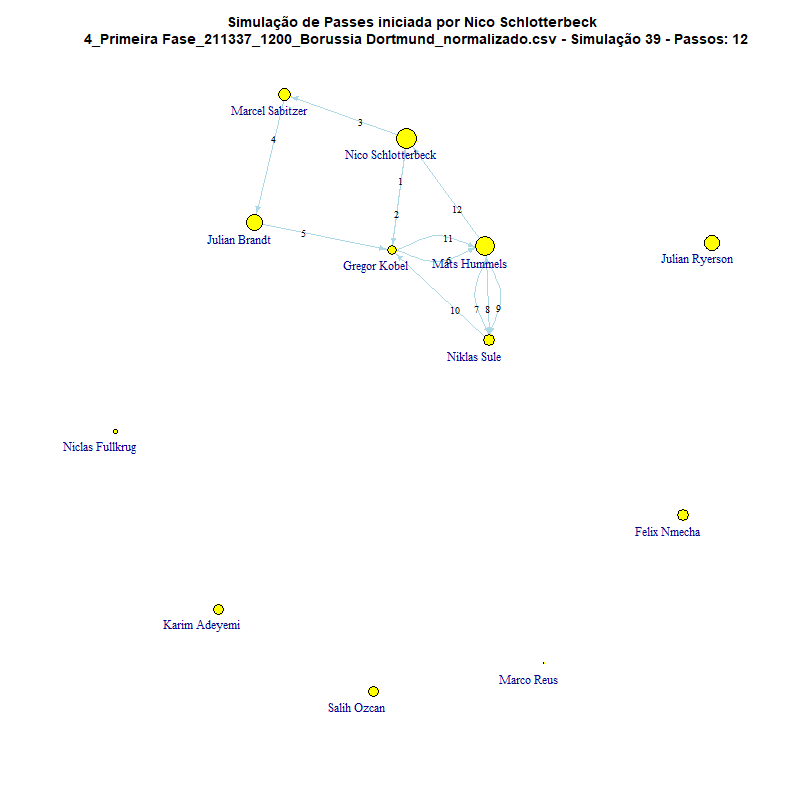 Simulação de Passes iniciada por Nico Schlotterbeck
4_Primeira Fase_211337_1200_Borussia Dortmund_normalizado.csv - Simulação 39 - Passos: 12
Marcel Sabitzer
3
4
Nico Schlotterbeck
1
12
2
Julian Brandt
5
11
Gregor Kobel
6
Mats Hummels
Julian Ryerson
10
7
8
9
Niklas Sule
Niclas Fullkrug
Felix Nmecha
Karim Adeyemi
Marco Reus
Salih Ozcan